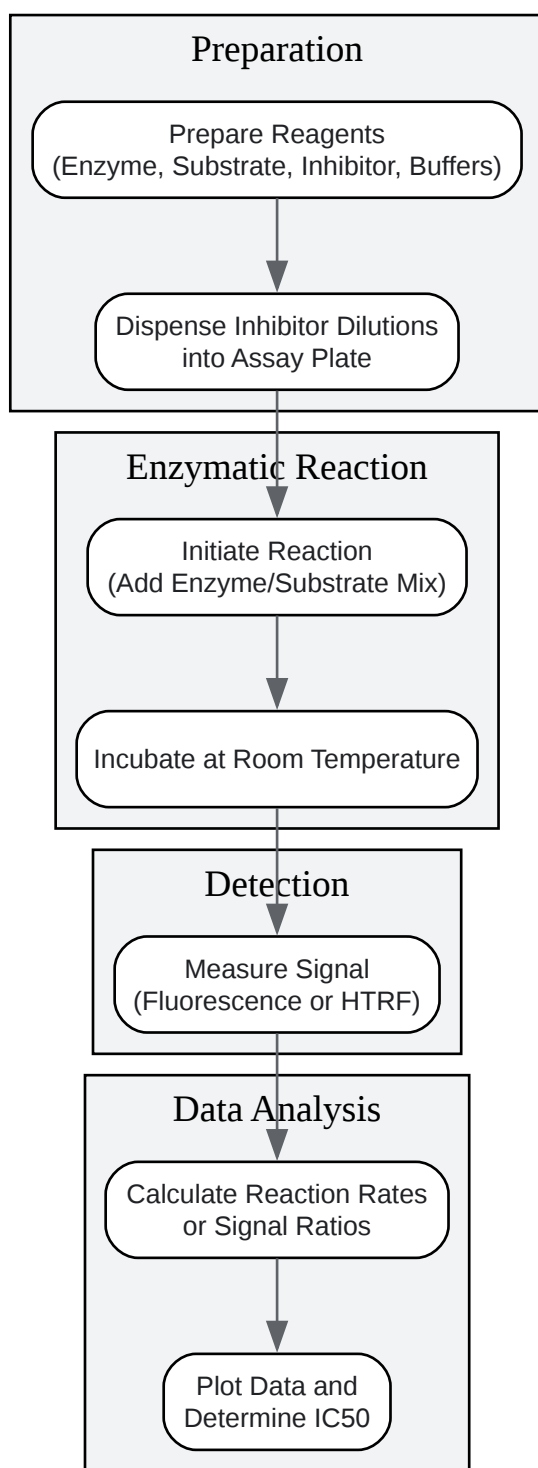 Preparation
Prepare Reagents
(Enzyme, Substrate, Inhibitor, Buffers)
Dispense Inhibitor Dilutions
into Assay Plate
Enzymatic Reaction
Initiate Reaction
(Add Enzyme/Substrate Mix)
Incubate at Room Temperature
Detection
Measure Signal
(Fluorescence or HTRF)
Data Analysis
Calculate Reaction Rates
or Signal Ratios
Plot Data and
Determine IC50